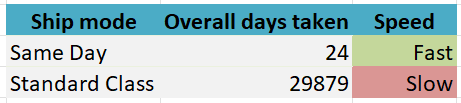 Ship mode Overall days taken Speed
Same Day 24 Fast
Standard Class 29879 Slow